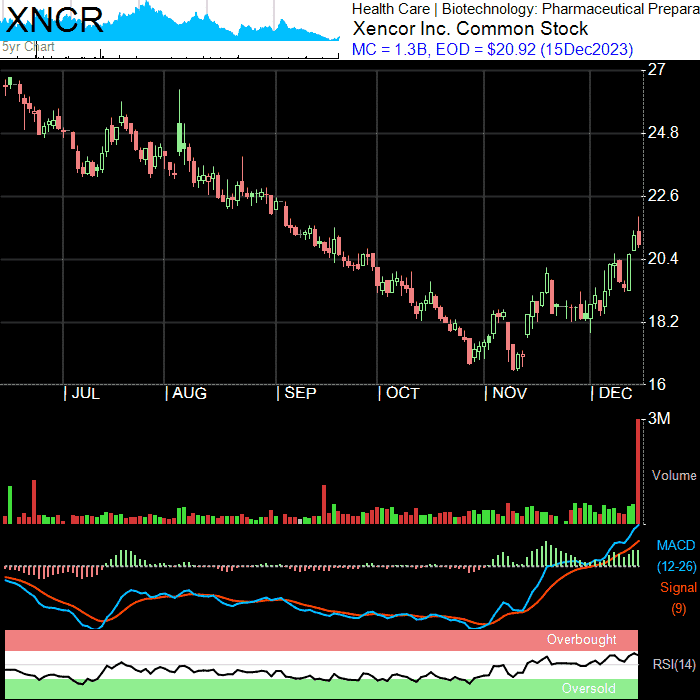 XNCR
5yr Chart
Health Care | Biotechnology: Pharmaceutical Prepara
Xencor Inc. Common Stock
MC = 1.3B, EOD = $20.92 (15Dec2023)
27
24.8
22.6
20.4
18.2
16
| JUL | AUG | SEP | OCT | NOV | DEC
3M
Volume
MACD
(12-26)
Signal
(9)
Overbought
RSI(14)
Oversold